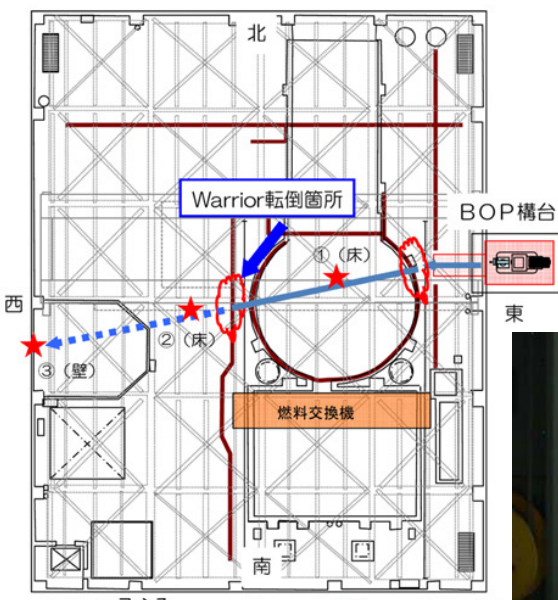 北
Warrior転倒箇所
BOP構台
①（床）
西
東
②（床）
③（壁）
燃料交換機
南